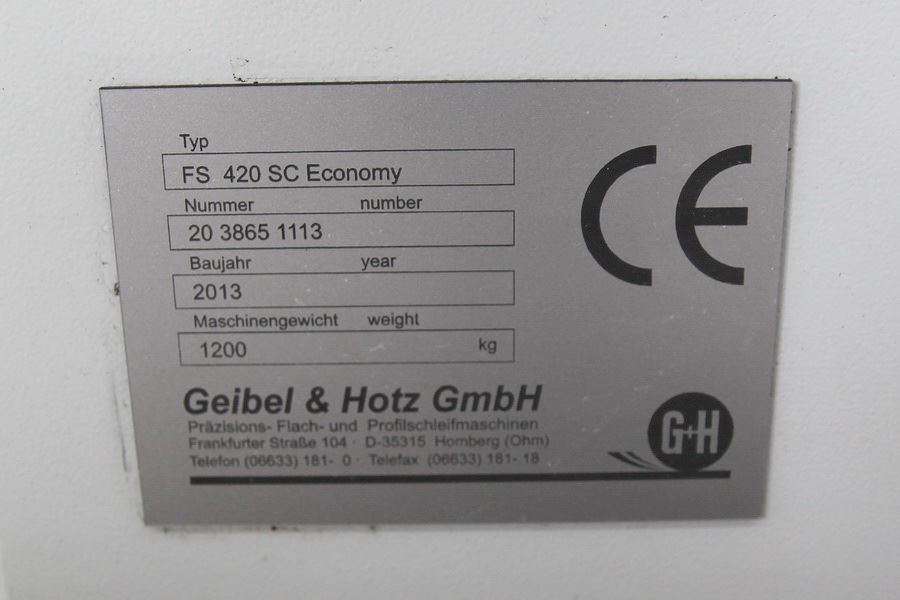 Typ
FS 420 SC Economy
Nummer number
20 3865 1113
Baujahr year
2013
Maschinengewicht weight
1200 kg
Geibel & Hotz GmbH
Präzisions- Flach- und Profilschleifmaschinen
Frankfurter Straße 104 · D-35315 Homberg (Ohm)
Telefon (06633) 181- 0 · Telefax (06633) 181- 18
CE
G+H